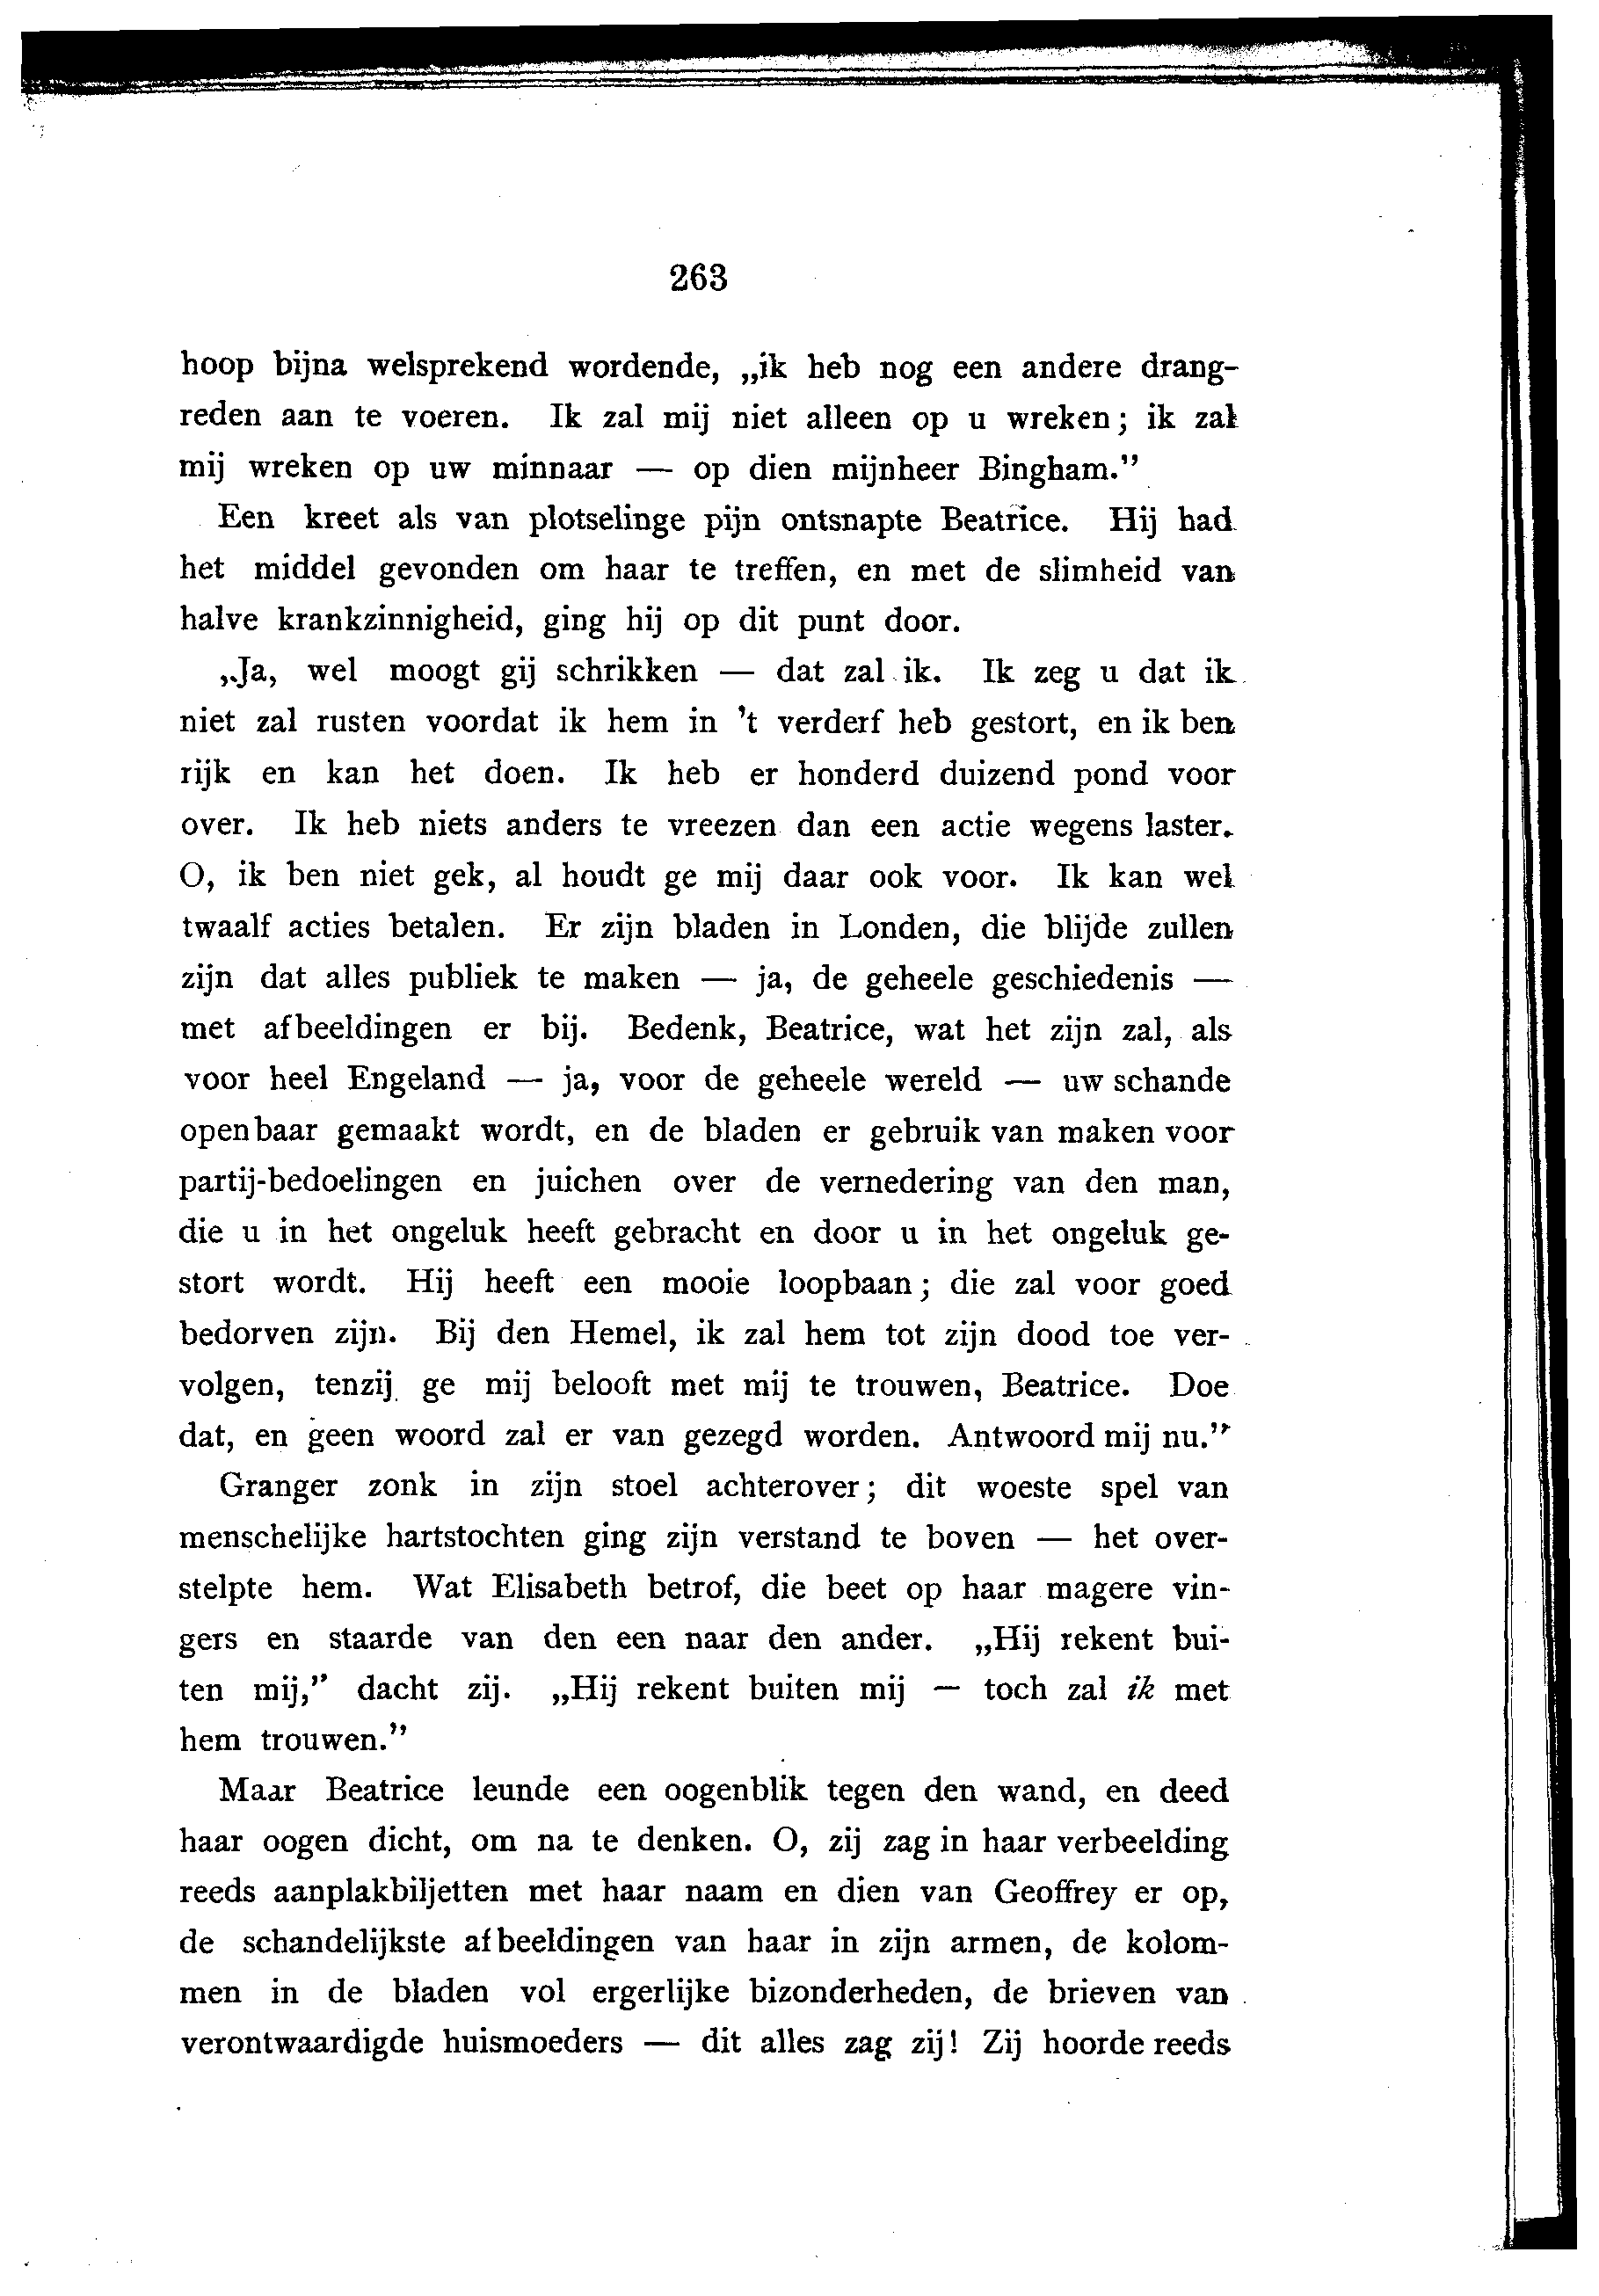 263
hoop bijna welsprekend wordende, „ik heb nog een andere drang-
reden aan te voeren. Ik zal mij niet alleen op u wreken; ik zal
mij wreken op uw minnaar — op dien mijnheer Bingham.”
Een kreet als van plotselinge pijn ontsnapte Beatrice. Hij had
het middel gevonden om haar te treffen, en met de slimheid van
halve krankzinnigheid, ging hij op dit punt door.
„Ja, wel moogt gij schrikken — dat zal ik. Ik zeg u dat ik
niet zal rusten voordat ik hem in 't verderf heb gestort, en ik ben
rijk en kan het doen. Ik heb er honderd duizend pond voor
over. Ik heb niets anders te vreezen dan een actie wegens laster.
O, ik ben niet gek, al houdt ge mij daar ook voor. Ik kan wel
twaalf acties betalen. Er zijn bladen in Londen, die blijde zullen
zijn dat alles publiek te maken — ja, de geheele geschiedenis —
met afbeeldingen er bij. Bedenk, Beatrice, wat het zijn zal, als
voor heel Engeland — ja, voor de geheele wereld — uw schande
openbaar gemaakt wordt, en de bladen er gebruik van maken voor
partij-bedoelingen en juichen over de vernedering van den man,
die u in het ongeluk heeft gebracht en door u in het ongeluk ge-
stort wordt. Hij heeft een mooie loopbaan; die zal voor goed
bedorven zijn. Bij den Hemel, ik zal hem tot zijn dood toe ver-
volgen, tenzij ge mij belooft met mij te trouwen, Beatrice. Doe
dat, en geen woord zal er van gezegd worden. Antwoord mij nu.”
Granger zonk in zijn stoel achterover; dit woeste spel van
menschelijke hartstochten ging zijn verstand te boven — het over-
stelpte hem. Wat Elisabeth betrof, die beet op haar magere vin-
gers en staarde van den een naar den ander. „Hij rekent bui-
ten mij,” dacht zij. „Hij rekent buiten mij — toch zal ik met
hem trouwen.”
Maar Beatrice leunde een oogenblik tegen den wand, en deed
haar oogen dicht, om na te denken. O, zij zag in haar verbeelding
reeds aanplakbiljetten met haar naam en dien van Geoffrey er op,
de schandelijkste afbeeldingen van haar in zijn armen, de kolom-
men in de bladen vol ergerlijke bizonderheden, de brieven van
verontwaardigde huismoeders — dit alles zag zij! Zij hoorde reeds